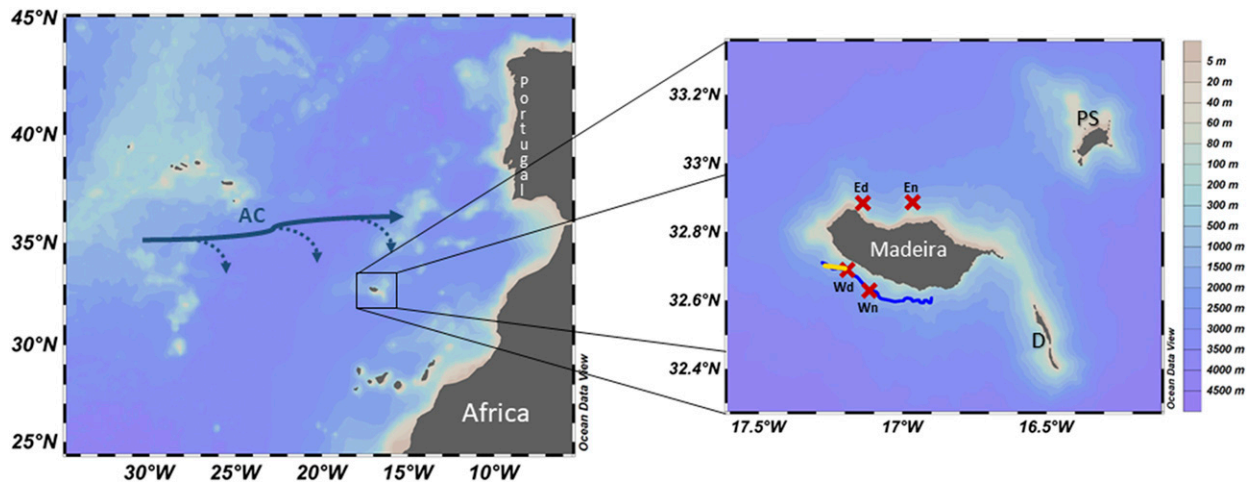 45°N
40°N
35°N
30°N
25°N
30°W
25°W
20°W
15°W
10°W
AC
Portugal
Africa
Ocean Data View
33.2°N
33°N
32.8°N
32.6°N
32.4°N
17.5°W
17°W
16.5°W
PS
Ed
En
Madeira
Wd
Wn
D
Ocean Data View
5 m
20 m
40 m
60 m
80 m
100 m
200 m
300 m
500 m
1000 m
1500 m
2000 m
2500 m
3000 m
3500 m
4000 m
4500 m